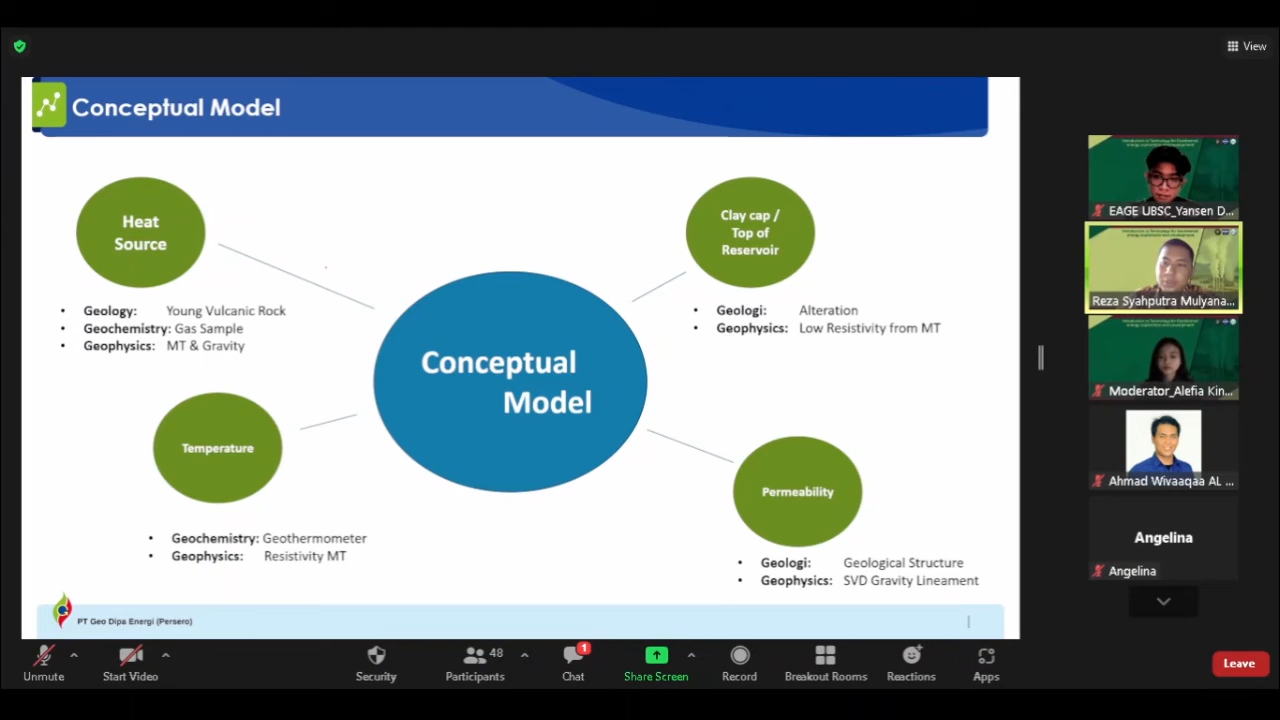 View
Conceptual Model
Heat
Source
• Geology: Young Vulcanic Rock
• Geochemistry: Gas Sample
• Geophysics: MT & Gravity
Clay cap /
Top of
Reservoir
• Geologi: Alteration
• Geophysics: Low Resistivity from MT
Conceptual
Model
Temperature
• Geochemistry: Geothermometer
• Geophysics: Resistivity MT
Permeability
• Geologi: Geological Structure
• Geophysics: SVD Gravity Lineament
PT Geo Dipa Energi (Persero)
EAGE UBSC_Yansen D...
Reza Syahputra Mulyana...
Moderator_Alefia Kin...
Ahmad Wivaaqaa AL ...
Angelina
Angelina
Unmute
Start Video
Security
48
Participants
1
Chat
Share Screen
Record
Breakout Rooms
Reactions
Apps
Leave